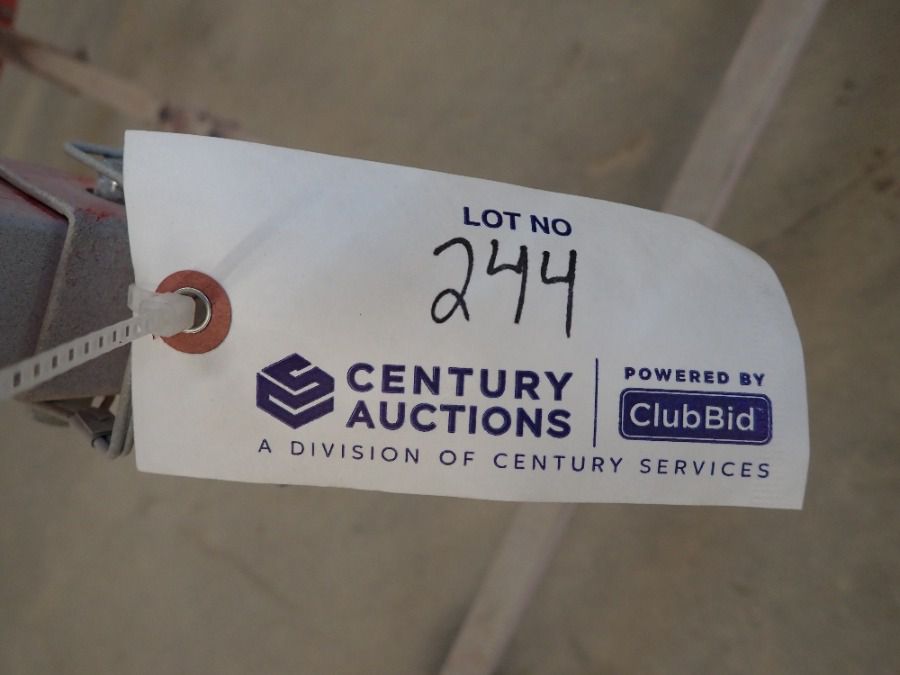 LOT NO
244
CENTURY
AUCTIONS
A DIVISION OF CENTURY SERVICES
POWERED BY
ClubBid